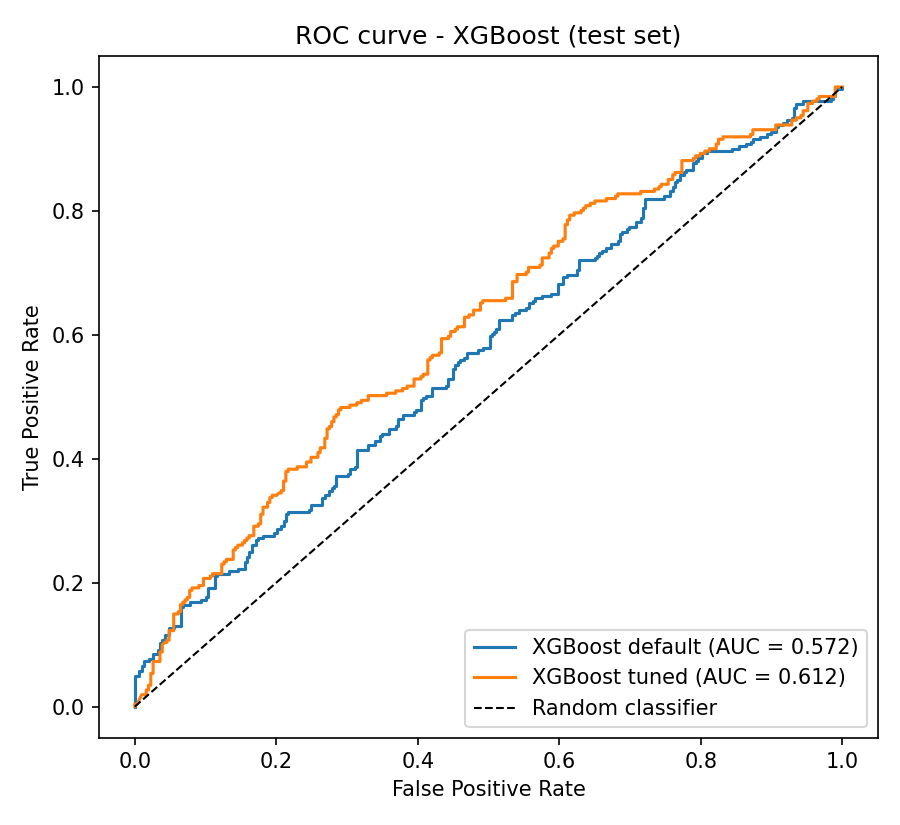 ROC curve - XGBoost (test set)
1.0
0.8
0.6
0.4
0.2
0.0
True Positive Rate
XGBoost default (AUC = 0.572)
XGBoost tuned (AUC = 0.612)
Random classifier
0.0 0.2 0.4 0.6 0.8 1.0
False Positive Rate